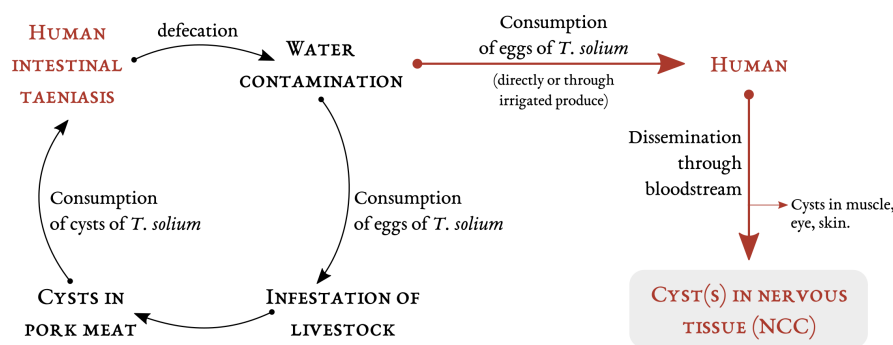 Human
intestinal
taeniasis
defecation
Water
contamination
Consumption
of eggs of T. solium
(directly or through
irrigated produce)
Human
Dissemination
through
bloodstream
Cysts in muscle,
eye, skin.
Cyst(s) in nervous
tissue (NCC)
Consumption
of eggs of T. solium
Infestation of
livestock
Cysts in
pork meat
Consumption
of cysts of T. solium